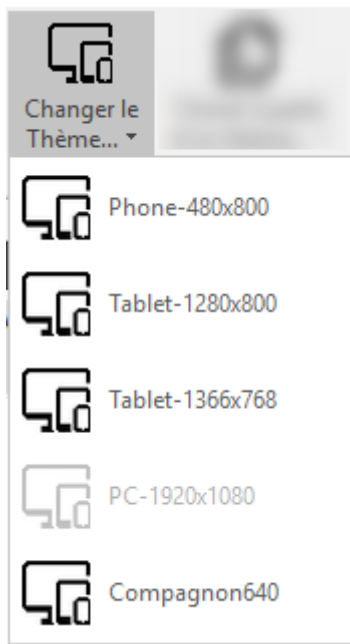 Changer le
Thème...
Phone-480x800
Tablet-1280x800
Tablet-1366x768
PC-1920x1080
Compagnon640